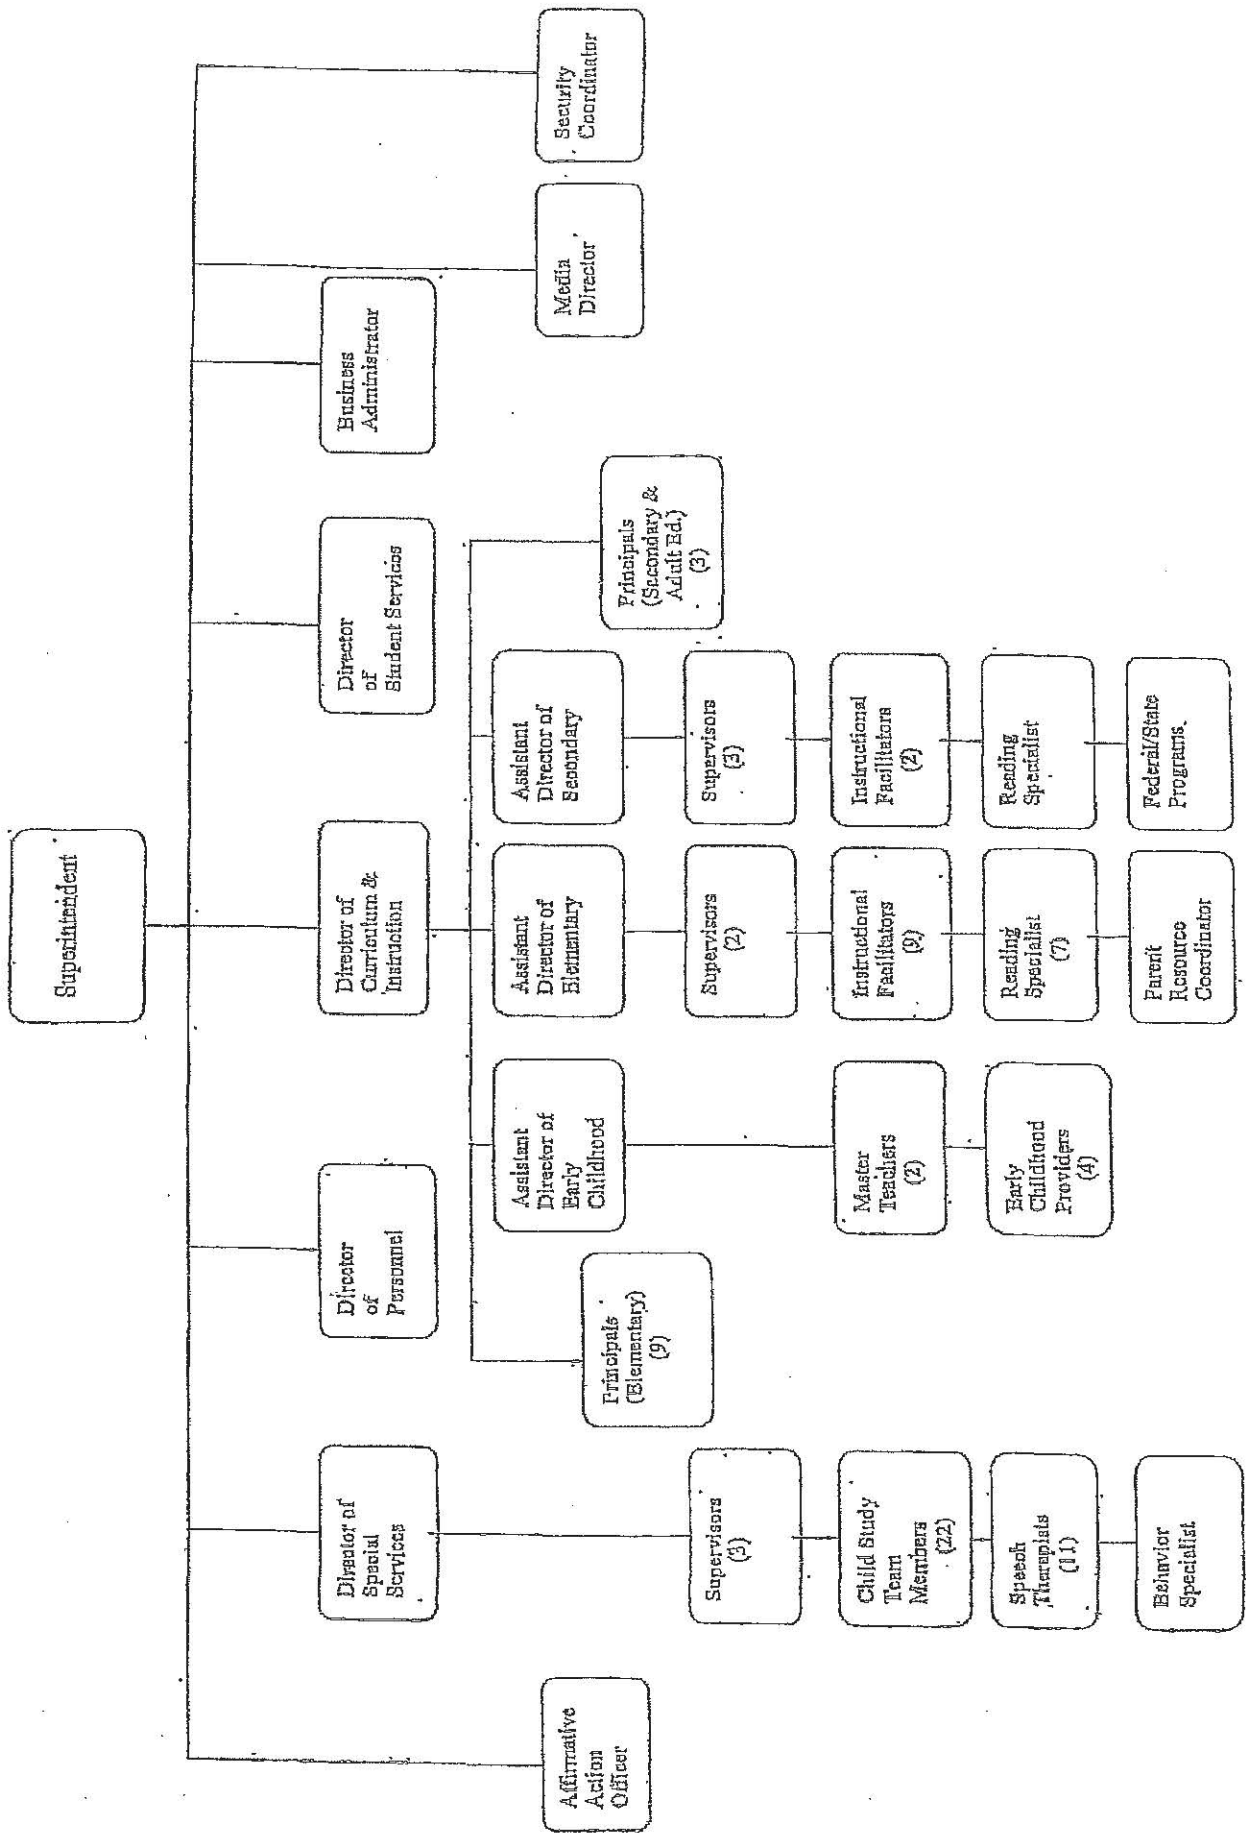 Superintendent
Affirmative
Action
Officer
Director of
Special
Services
Director
of
Personnel
Director of
Curriculum &
Instruction
Director
of
Student Services
Business
Administrator
Media
Director
Security
Coordinator
Supervisors
(3)
Child Study
Team
Members
(22)
Speech
Therapists
(11)
Behavior
Specialist
Principals
(Elementary)
(9)
Assistant
Director of
Early
Childhood
Master
Teachers
(2)
Early
Childhood
Providers
(4)
Assistant
Director of
Elementary
Supervisors
(2)
Instructional
Facilitators
(9)
Reading
Specialist
(7)
Parent
Resource
Coordinator
Assistant
Director of
Secondary
Supervisors
(3)
Instructional
Facilitators
(2)
Reading
Specialist
Federal/State
Programs
Principals
(Secondary &
Adult Ed.)
(3)